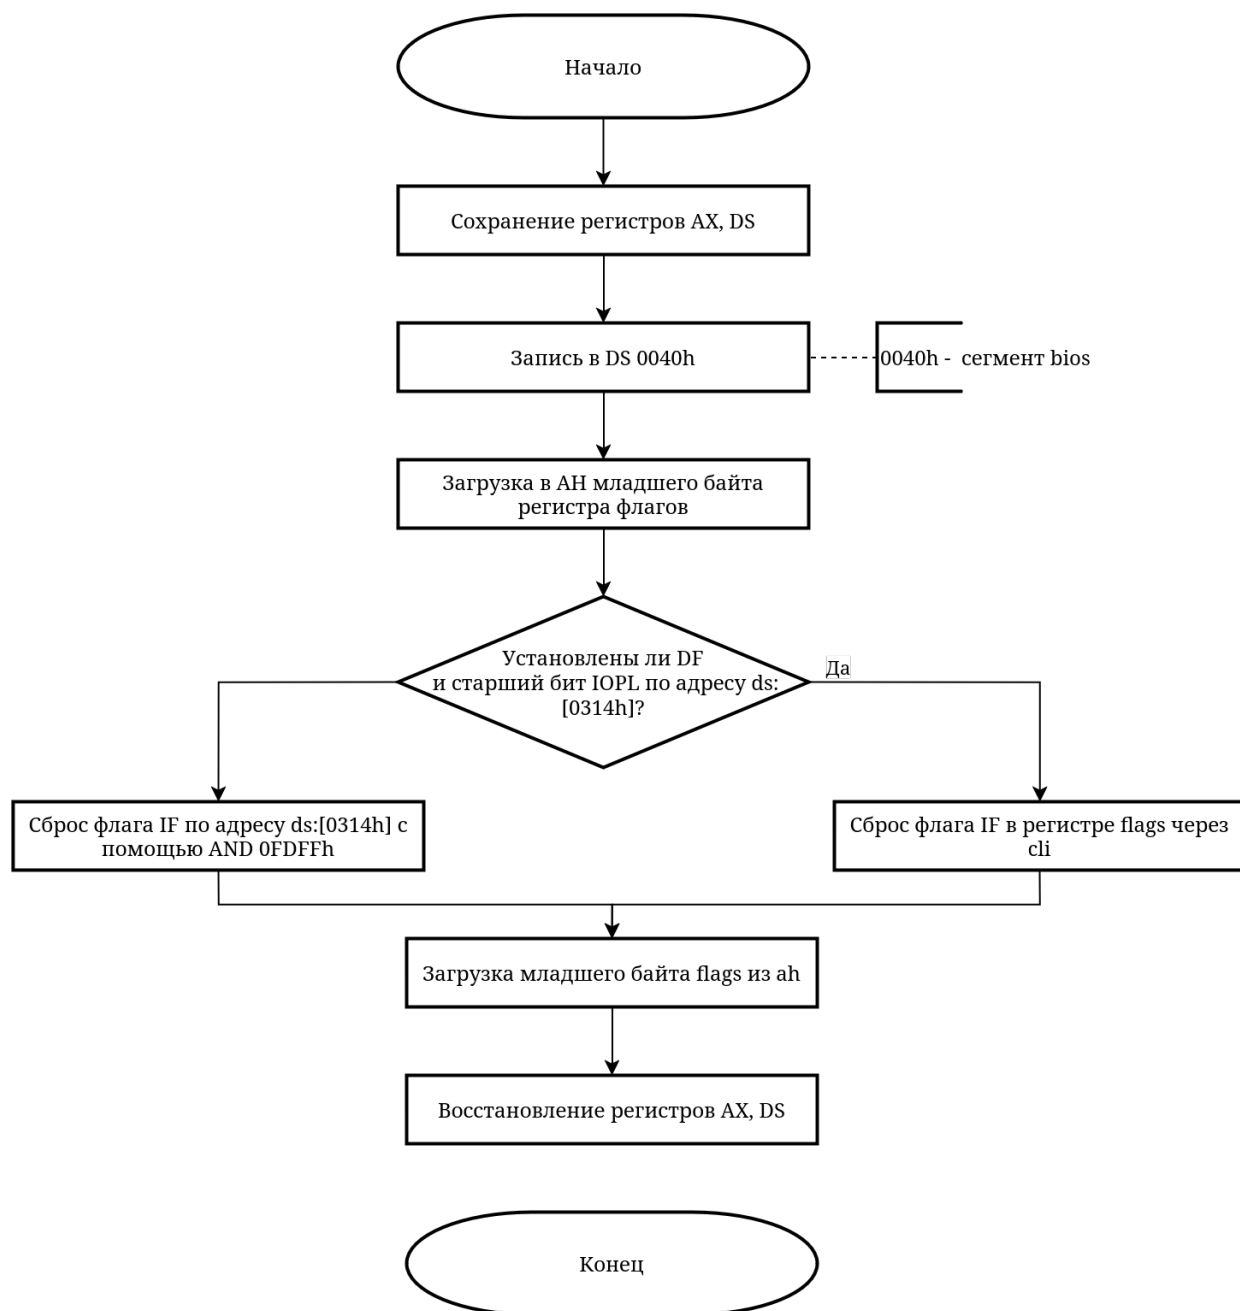 Начало
Сохранение регистров AX, DS
Запись в DS 0040h
0040h -  сегмент bios
Загрузка в AH младшего байта
регистра флагов
Установлены ли DF
и старший бит IOPL по адресу ds:
[0314h]?
Да
Сброс флага IF по адресу ds:[0314h] с
помощью AND 0FDFFh
Сброс флага IF в регистре flags через
cli
Загрузка младшего байта flags из ah
Восстановление регистров AX, DS
Конец